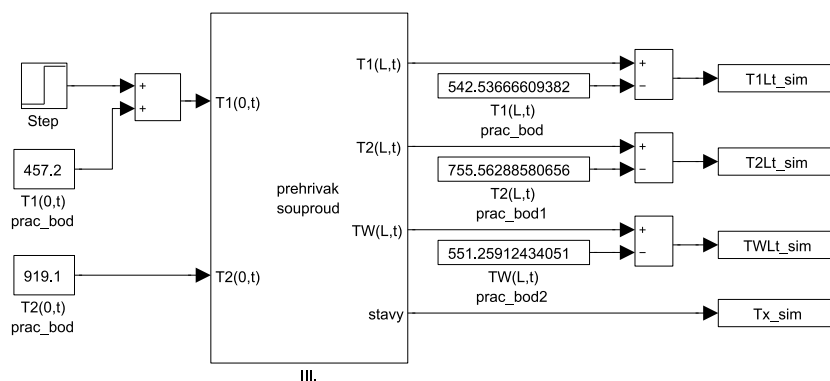 Step
+
+
457.2
T1(0,t)
prac_bod
919.1
T2(0,t)
prac_bod
T1(0,t)
T2(0,t)
prehrivak
souproud
T1(L,t)
T2(L,t)
TW(L,t)
stavy
III.
542.53666609382
T1(L,t)
prac_bod
+
−
T1Lt_sim
755.56288580656
T2(L,t)
prac_bod1
+
−
T2Lt_sim
551.25912434051
TW(L,t)
prac_bod2
+
−
TWLt_sim
Tx_sim